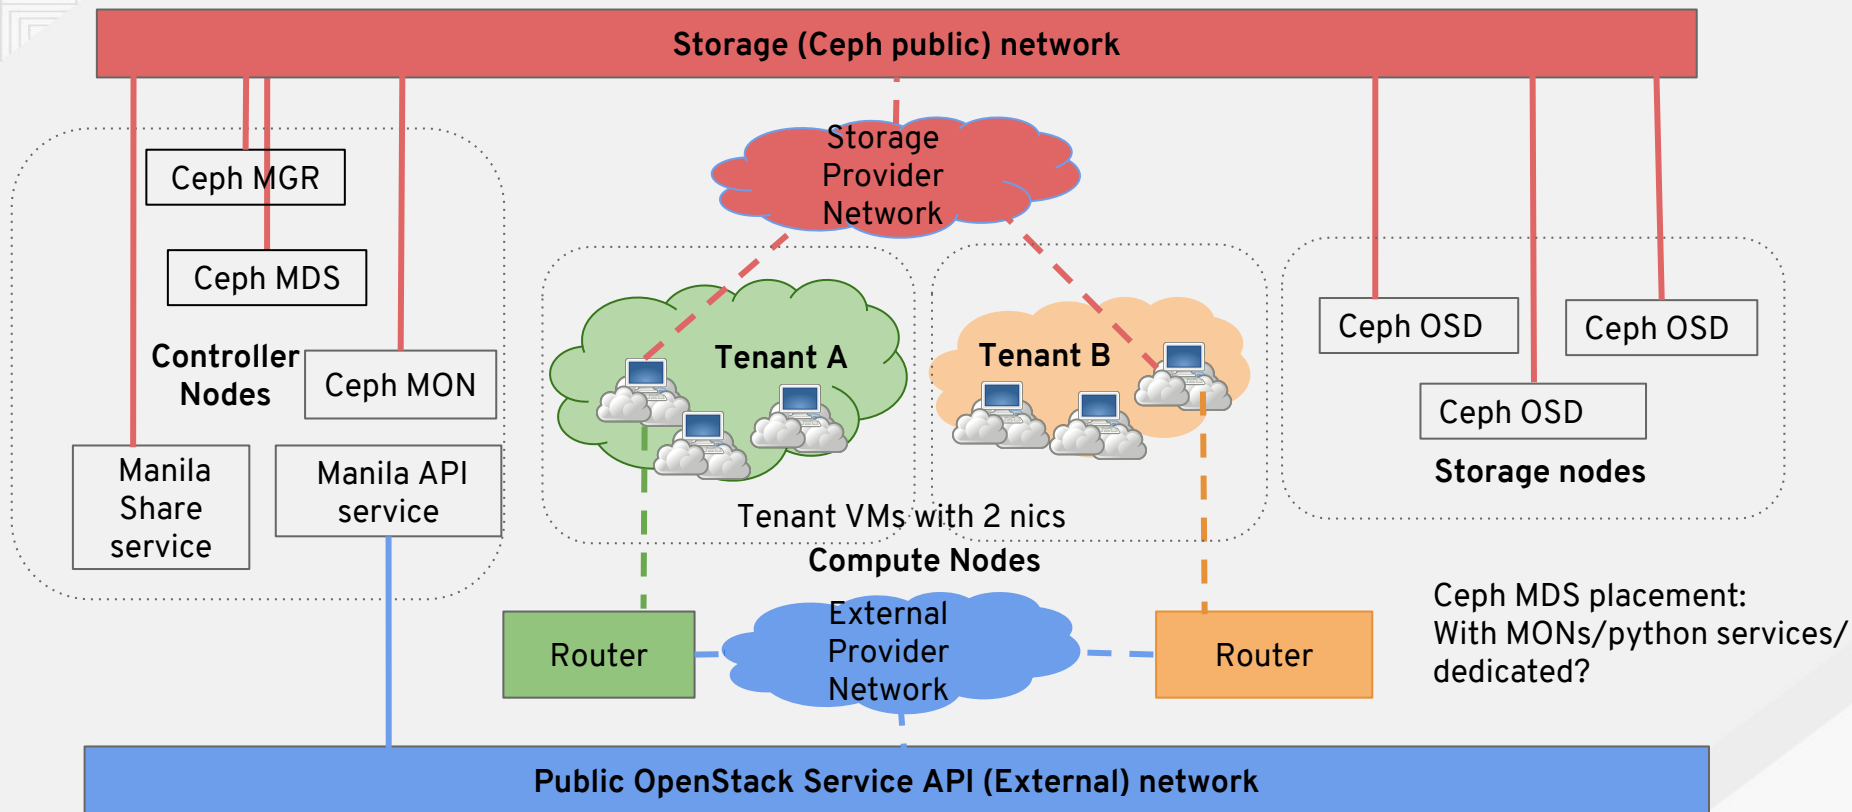 Storage (Ceph public) network
Storage
Provider
Network
Ceph MGR
Ceph MDS
Controller
Nodes
Ceph MON
Manila
Share
service
Manila API
service
Tenant A
Tenant B
Tenant VMs with 2 nics
Compute Nodes
Ceph OSD
Ceph OSD
Ceph OSD
Storage nodes
Router
External
Provider
Network
Router
Ceph MDS placement:
With MONs/python services/
dedicated?
Public OpenStack Service API (External) network